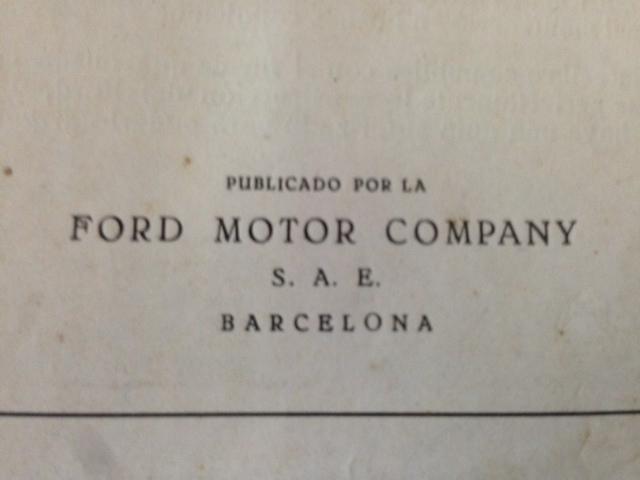 PUBLICADO POR LA
FORD MOTOR COMPANY
S. A. E.
BARCELONA